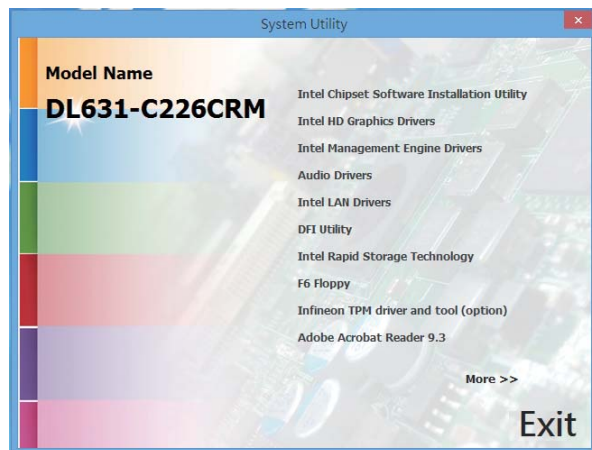 System Utility
Model Name
DL631-C226CRM
Intel Chipset Software Installation Utility
Intel HD Graphics Drivers
Intel Management Engine Drivers
Audio Drivers
Intel LAN Drivers
DFI Utility
Intel Rapid Storage Technology
F6 Floppy
Infineon TPM driver and tool (option)
Adobe Acrobat Reader 9.3
More >>
Exit